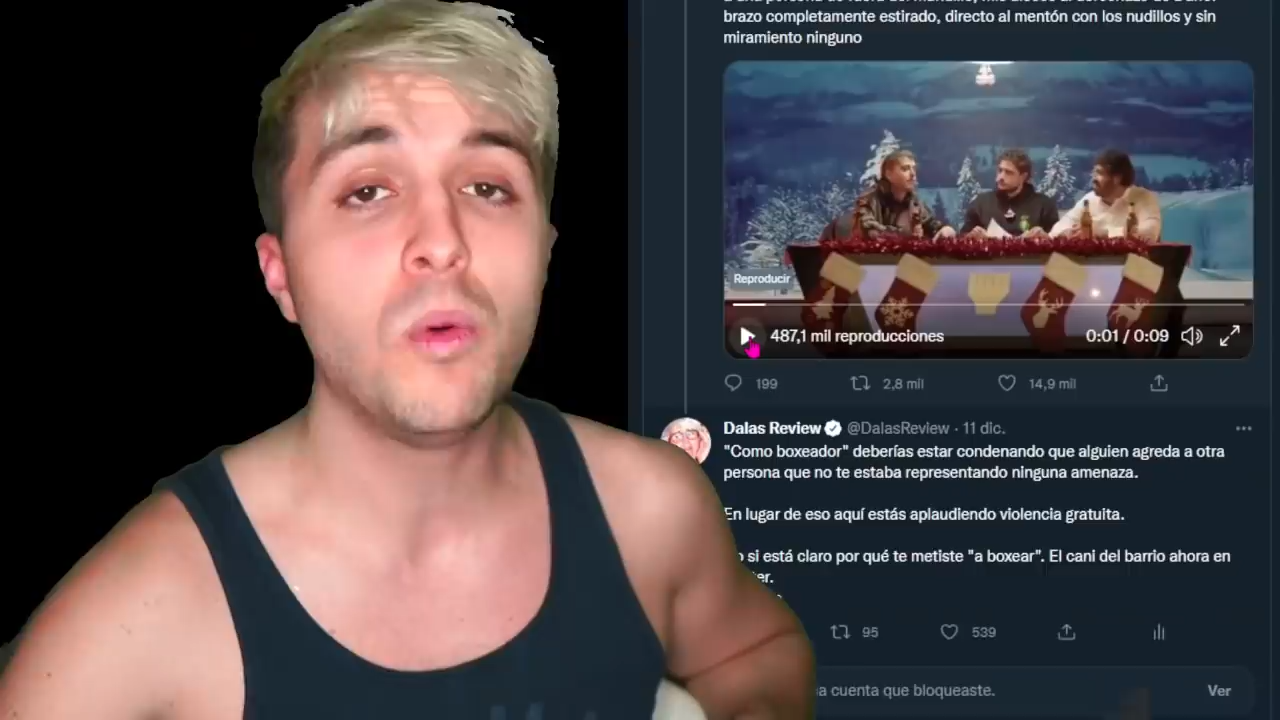 brazo completamente estirado, directo al mentón con los nudillos y sin
miramiento ninguno
Reproducir
487,1 mil reproducciones
0:01 / 0:09
199
2,8 mil
14,9 mil
Dalas Review @DalasReview · 11 dic.
"Como boxeador" deberías estar condenando que alguien agreda a otra
persona que no te estaba representando ninguna amenaza.
En lugar de eso aquí estás aplaudiendo violencia gratuita.
si está claro por qué te metiste "a boxear". El cani del barrio ahora en
95
539
cuenta que bloqueaste.
Ver